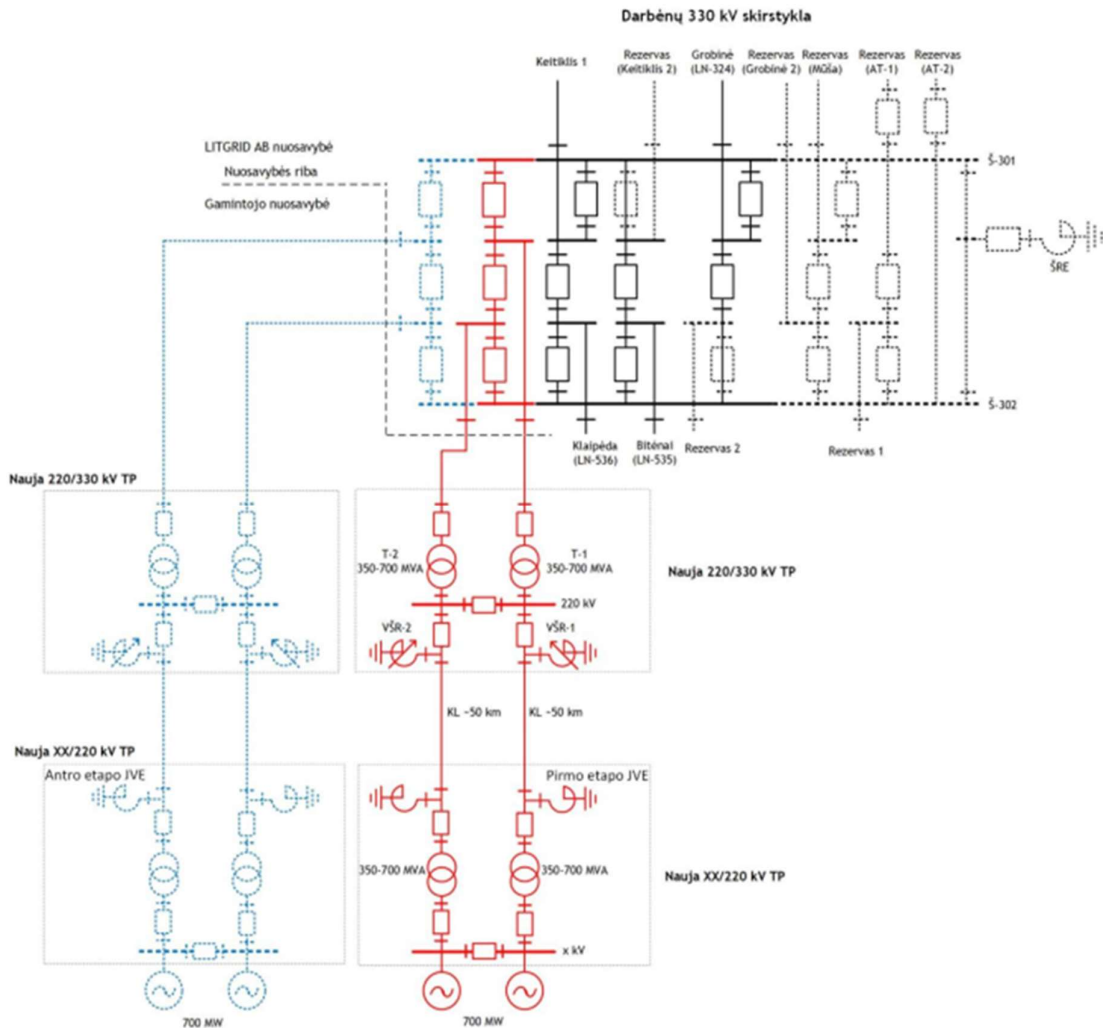 Darbėnų 330 kV skirstykla
Keitiklis 1
Rezervas
(Keitiklis 2)
Grobinė
(LN-324)
Rezervas
(Grobinė 2)
Rezervas
(Mūša)
Rezervas
(AT-1)
Rezervas
(AT-2)
LITGRID AB nuosavybė
Nuosavybės riba
Gamintojo nuosavybė
Š-301
ŠRE
Š-302
Klaipėda
(LN-536)
Bitėnai
(LN-535)
Rezervas 2
Rezervas 1
Nauja 220/330 kV TP
T-2
350-700 MVA
T-1
350-700 MVA
Nauja 220/330 kV TP
220 kV
VŠR-2
VŠR-1
KL ~50 km
KL ~50 km
Nauja XX/220 kV TP
Antro etapo JVE
Pirmo etapo JVE
350-700 MVA
350-700 MVA
Nauja XX/220 kV TP
x kV
700 MW
700 MW